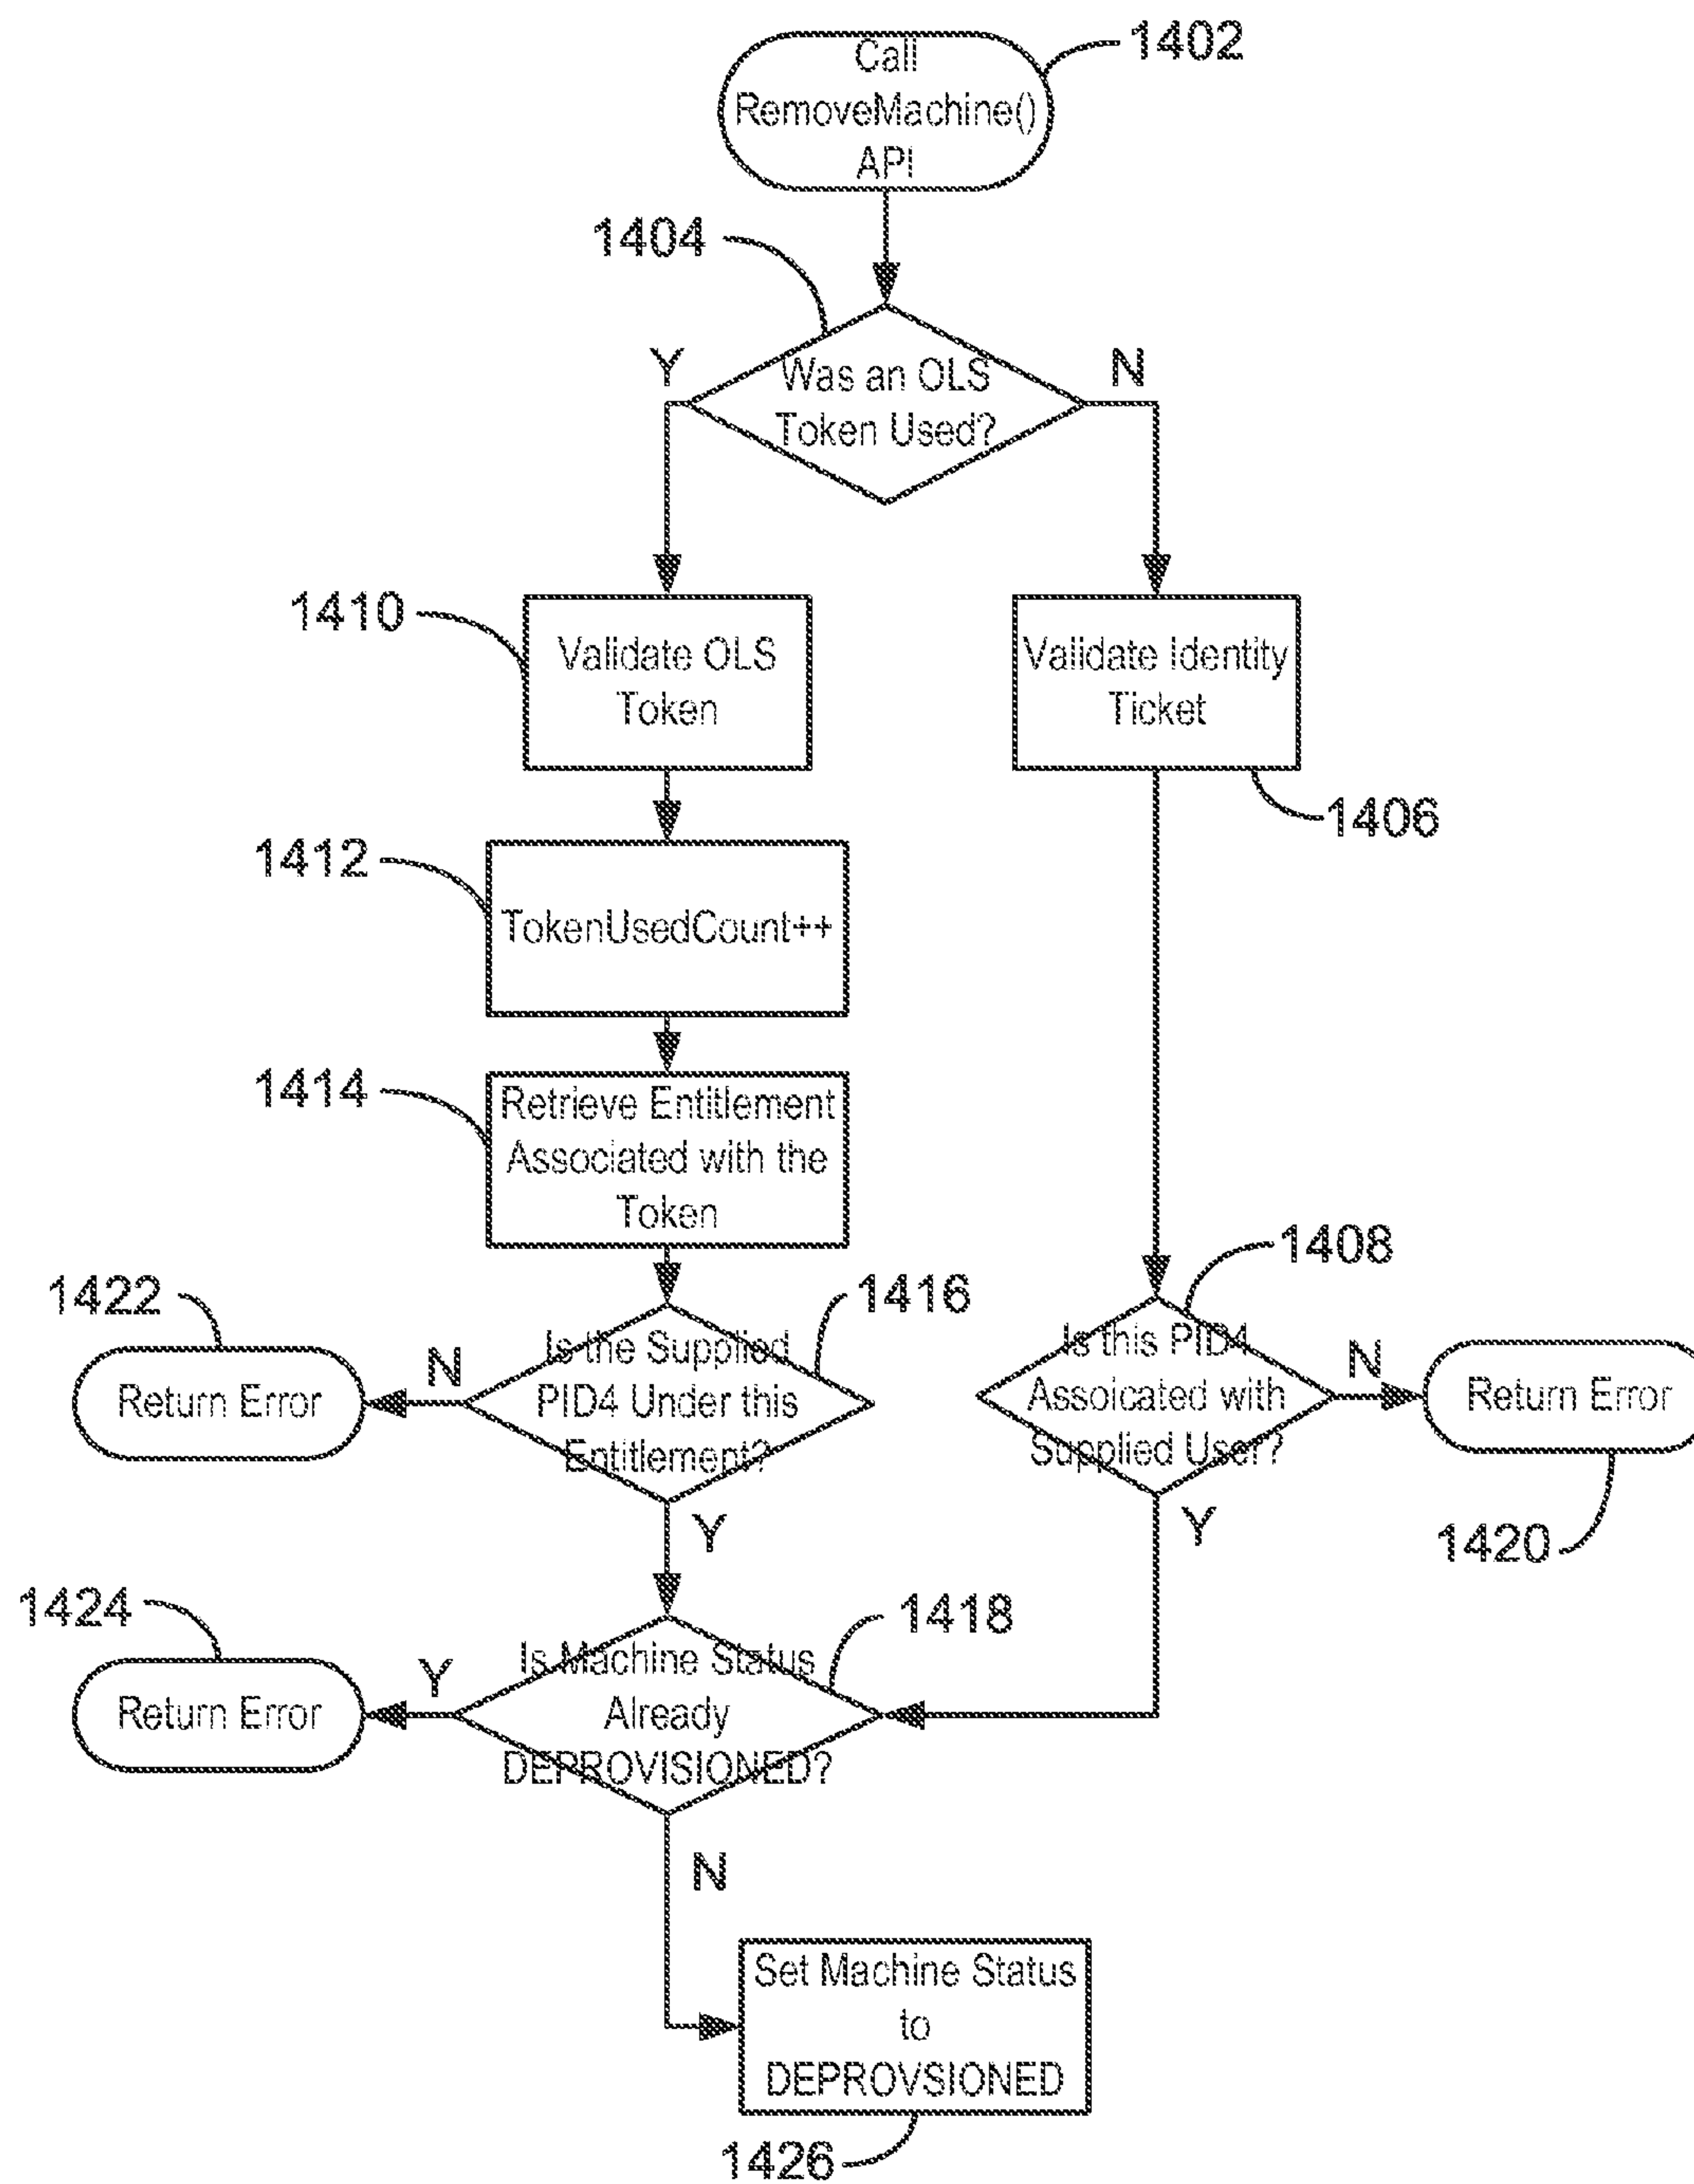 Call
RemoveMachine()
API
1402
1404
Y
Was an OLS
Token Used?
N
1410
Validate OLS
Token
Validate Identity
Ticket
1406
1412
TokenUsedCount++
1414
Retrieve Entitlement
Associated with the
Token
1422
Return Error
N
Is the Supplied
PID4 Under this
Entitlement?
1416
Y
1408
Is this PID4
Assoicated with
Supplied User?
N
Return Error
1420
Y
1424
Return Error
Y
Is Machine Status
Already
DEPROVISIONED?
1418
N
Set Machine Status
to
DEPROVSIONED
1426